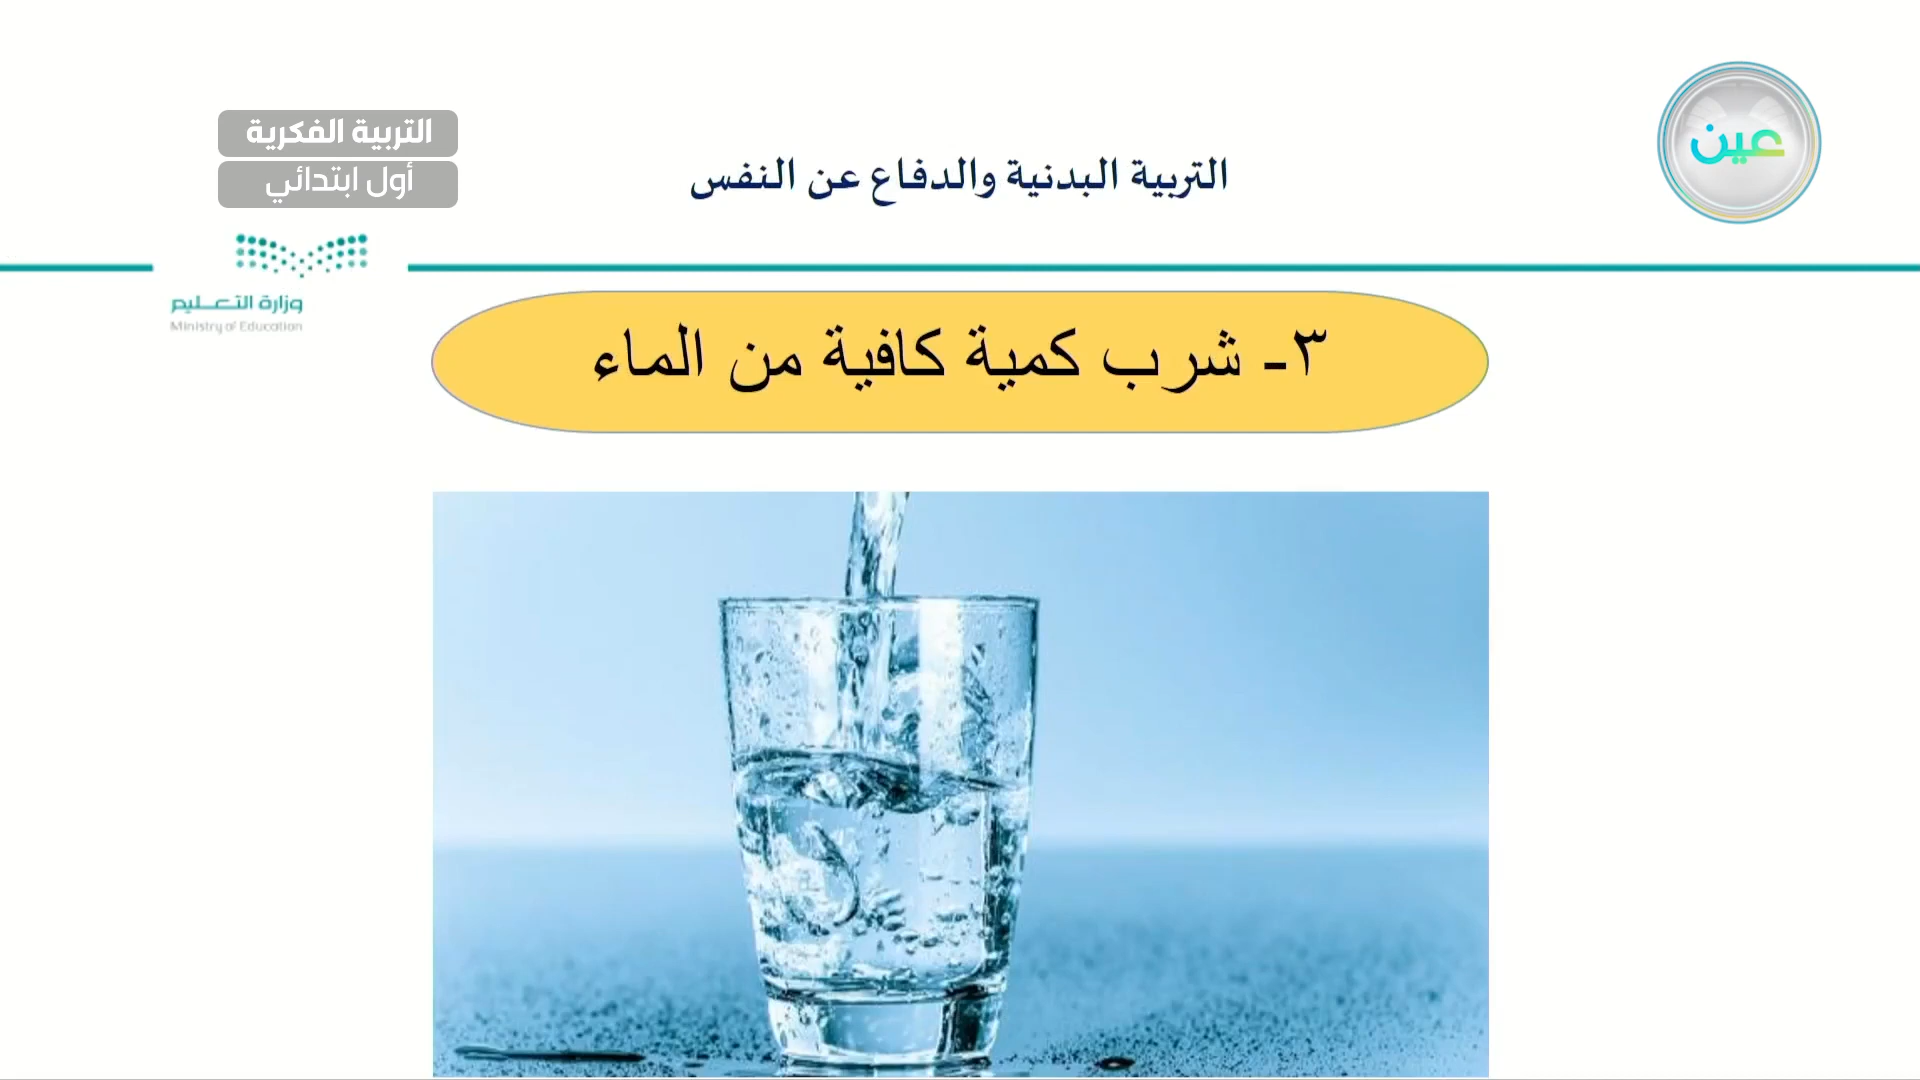 عين
التربية الفكرية
أول ابتدائي
التربية البدنية والدفاع عن النفس
وزارة التعليم
Ministry of Education
٣- شرب كمية كافية من الماء